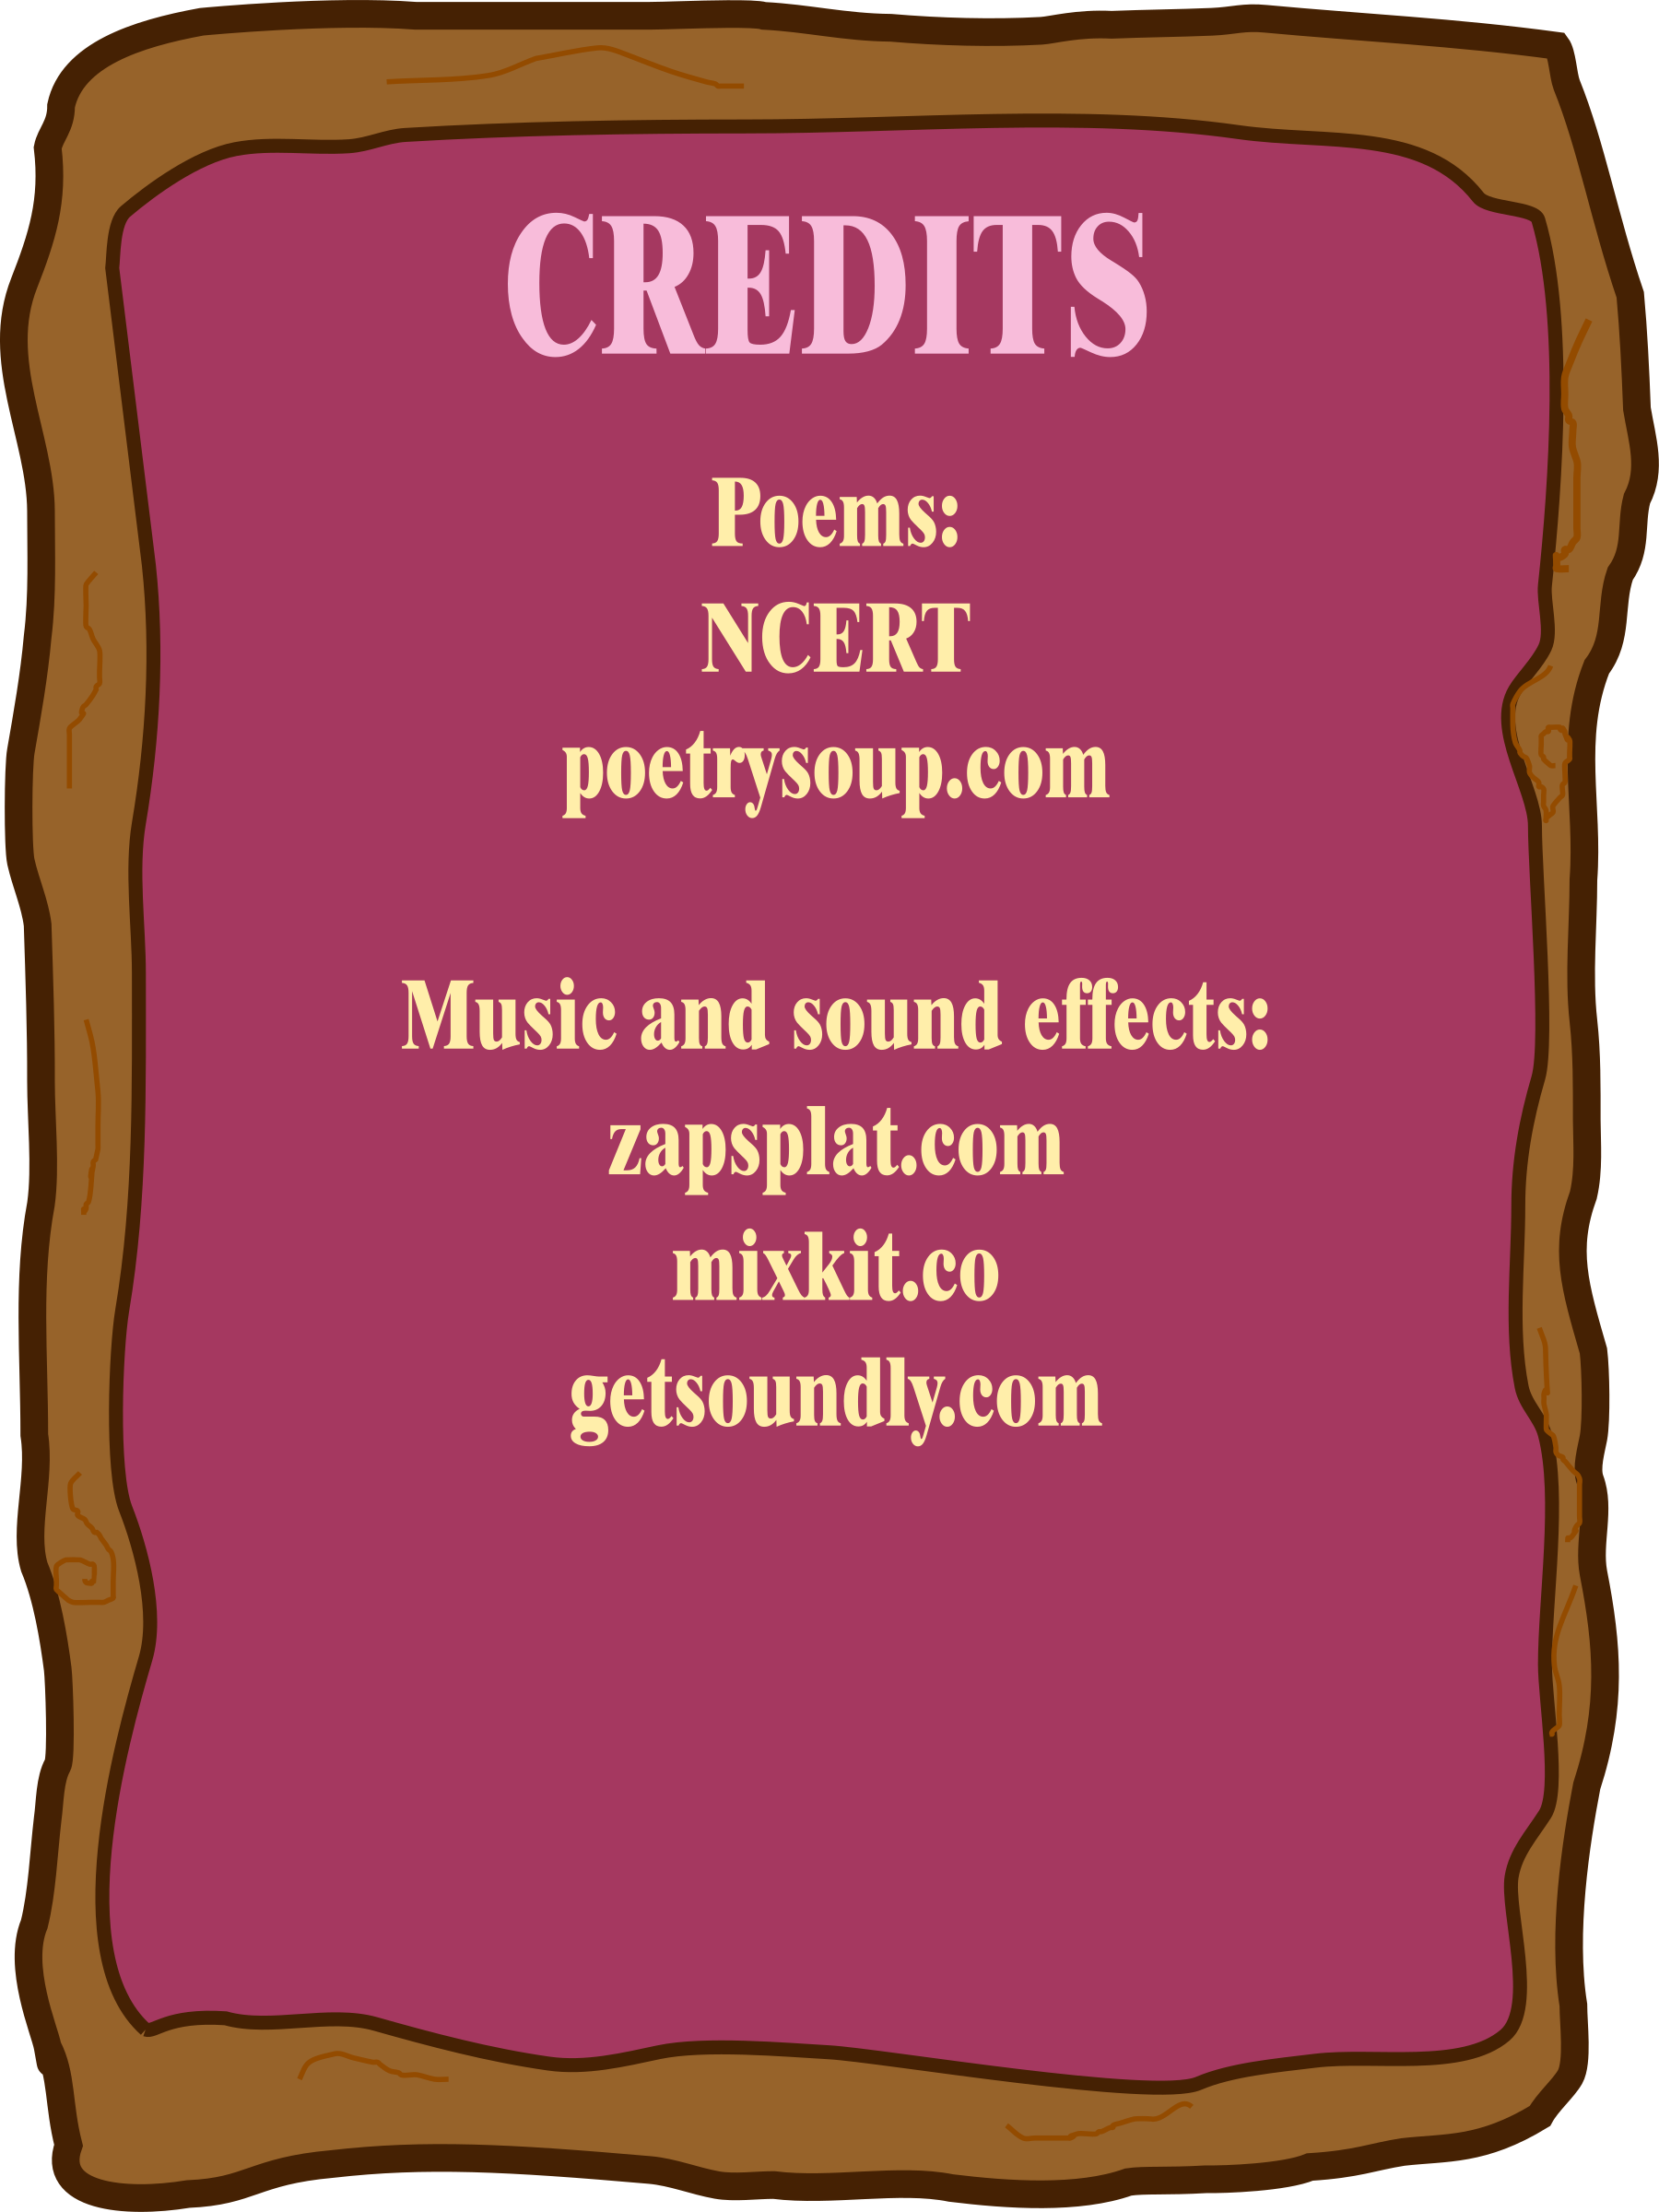 CREDITS
Poems:
NCERT
poetrysoup.com
Music and sound effects:
zapsplat.com
mixkit.co
getsoundly.com